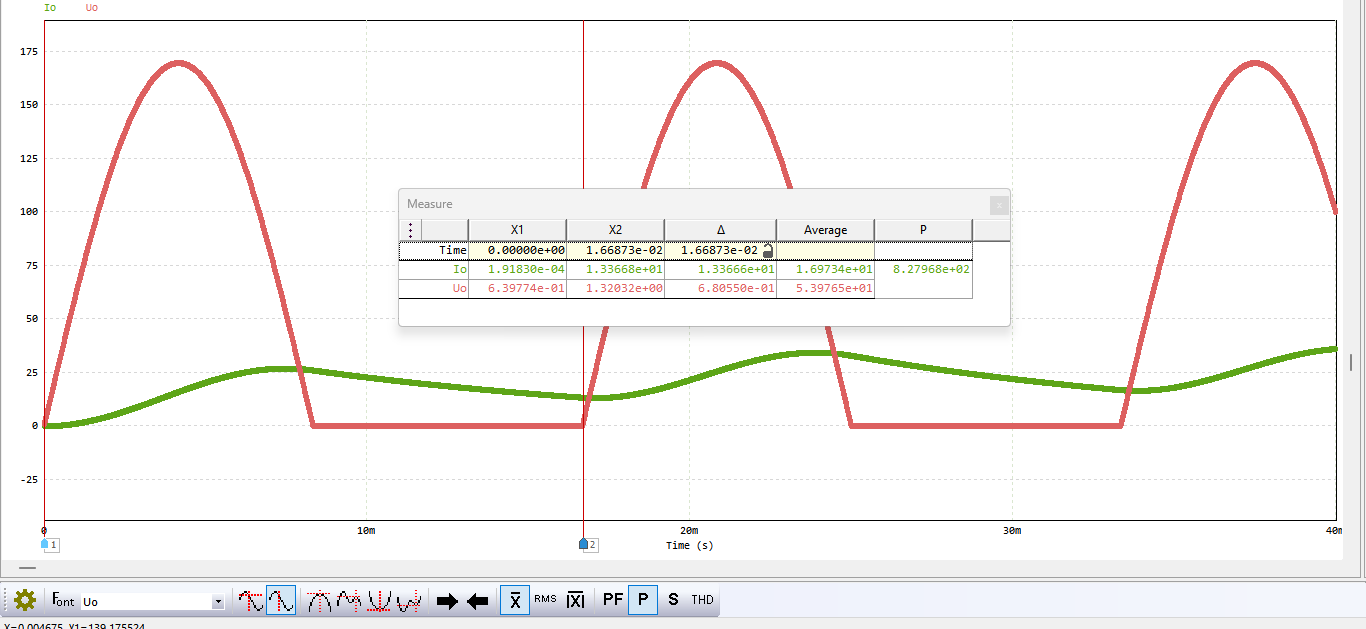 Io Uo
175
150
125
100
75
50
25
0
-25
0 10m 20m 30m 40m
Time (s)
1 2
Measure x
X1 X2 Δ Average P
Time 0.00000e+00 1.66873e-02 1.66873e-02
Io 1.91830e-04 1.33668e+01 1.33666e+01 1.69734e+01 8.27968e+02
Uo 6.39774e-01 1.32032e+00 6.80550e-01 5.39765e+01
Font Uo X RMS |X| PF P S THD
X=0.004675, Y1=139.175524